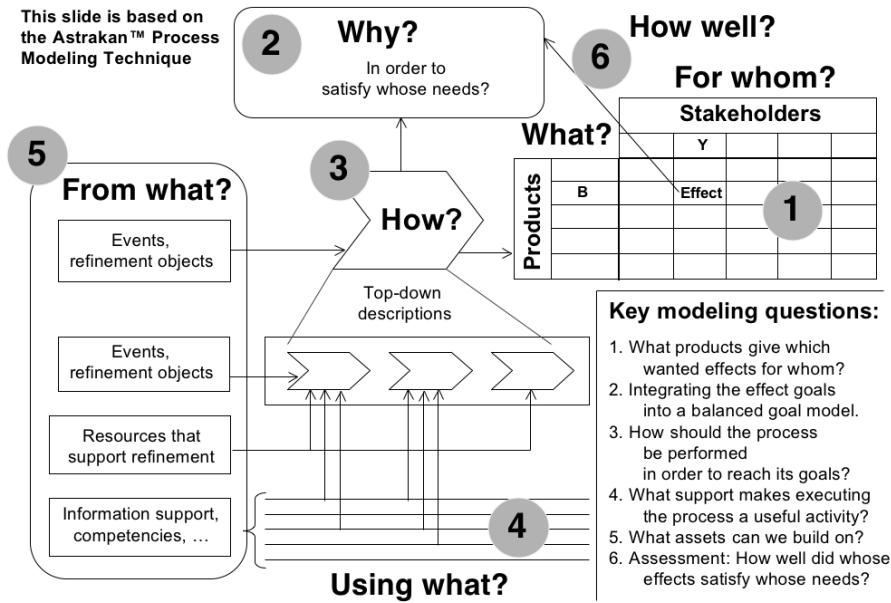 This slide is based on
the Astrakan™ Process
Modeling Technique
2
Why?
In order to
satisfy whose needs?
6
How well?
For whom?
Stakeholders
What?
Y
Products
B
Effect
1
5
From what?
3
How?
Events,
refinement objects
Top-down
descriptions
Events,
refinement objects
Resources that
support refinement
Information support,
competencies, …
4
Using what?
Key modeling questions:
1. What products give which
wanted effects for whom?
2. Integrating the effect goals
into a balanced goal model.
3. How should the process
be performed
in order to reach its goals?
4. What support makes executing
the process a useful activity?
5. What assets can we build on?
6. Assessment: How well did whose
effects satisfy whose needs?